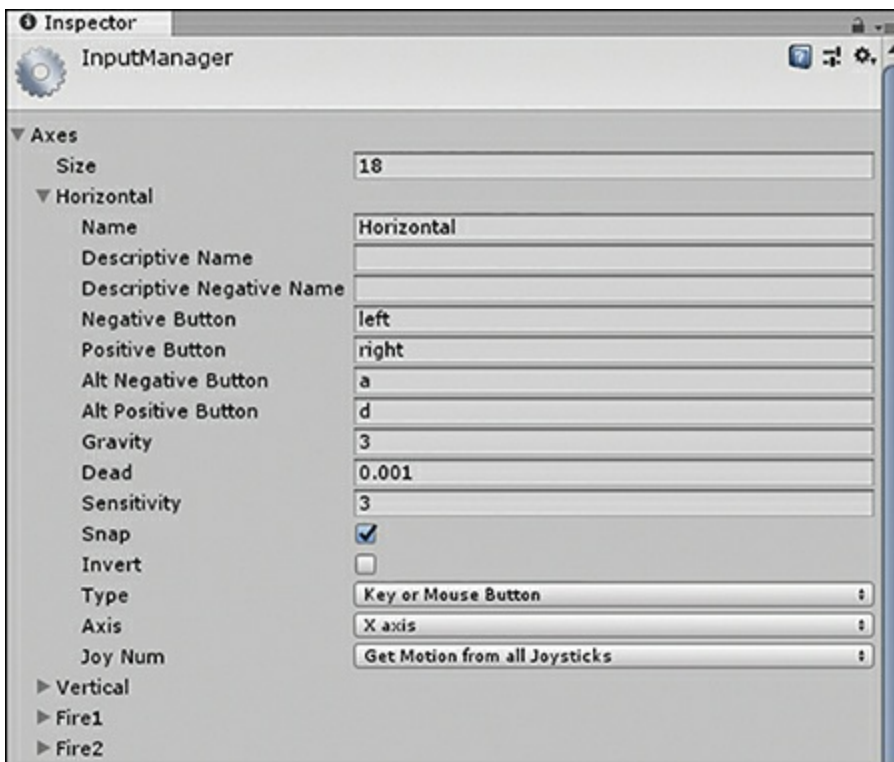 Inspector
InputManager
Axes
Size 18
Horizontal
Name Horizontal
Descriptive Name
Descriptive Negative Name
Negative Button left
Positive Button right
Alt Negative Button a
Alt Positive Button d
Gravity 3
Dead 0.001
Sensitivity 3
Snap
Invert
Type Key or Mouse Button
Axis X axis
Joy Num Get Motion from all Joysticks
Vertical
Fire1
Fire2